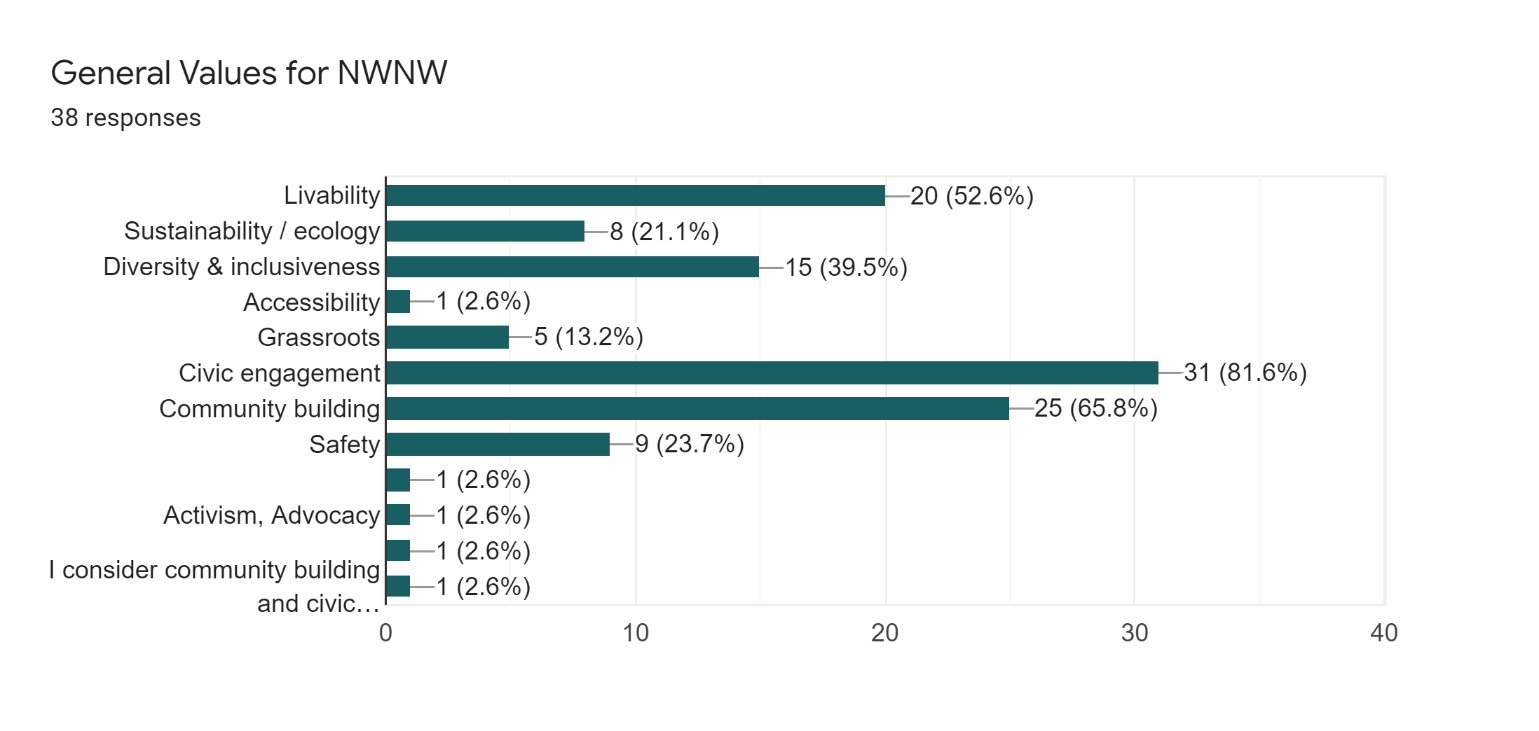 General Values for NWNW
38 responses
Livability 20 (52.6%)
Sustainability / ecology 8 (21.1%)
Diversity & inclusiveness 15 (39.5%)
Accessibility 1 (2.6%)
Grassroots 5 (13.2%)
Civic engagement 31 (81.6%)
Community building 25 (65.8%)
Safety 9 (23.7%)
1 (2.6%)
Activism, Advocacy 1 (2.6%)
1 (2.6%)
I consider community building
and civic… 1 (2.6%)
0 10 20 30 40